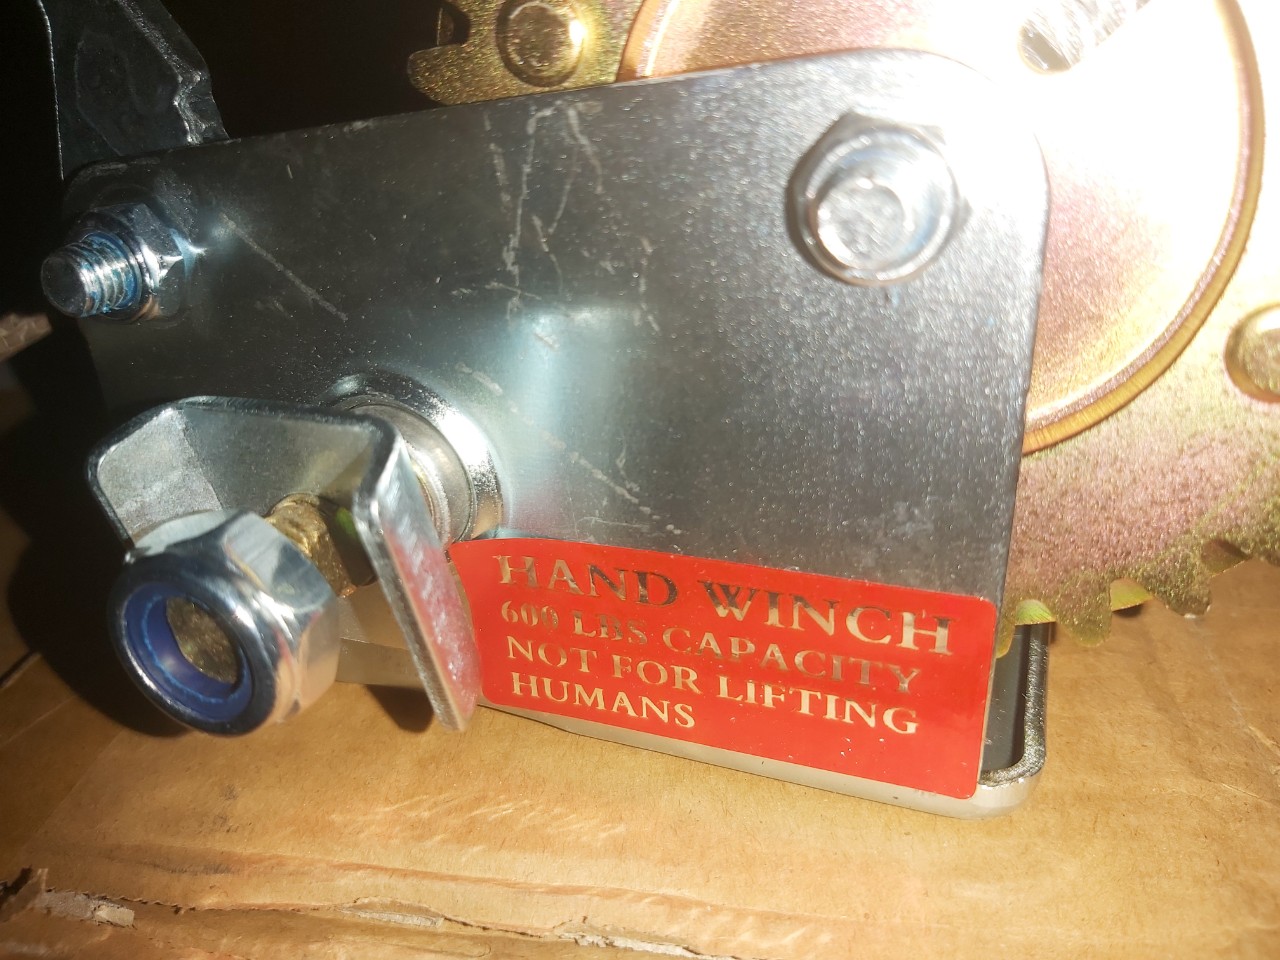 HAND WINCH
600 LBS CAPACITY
NOT FOR LIFTING
HUMANS